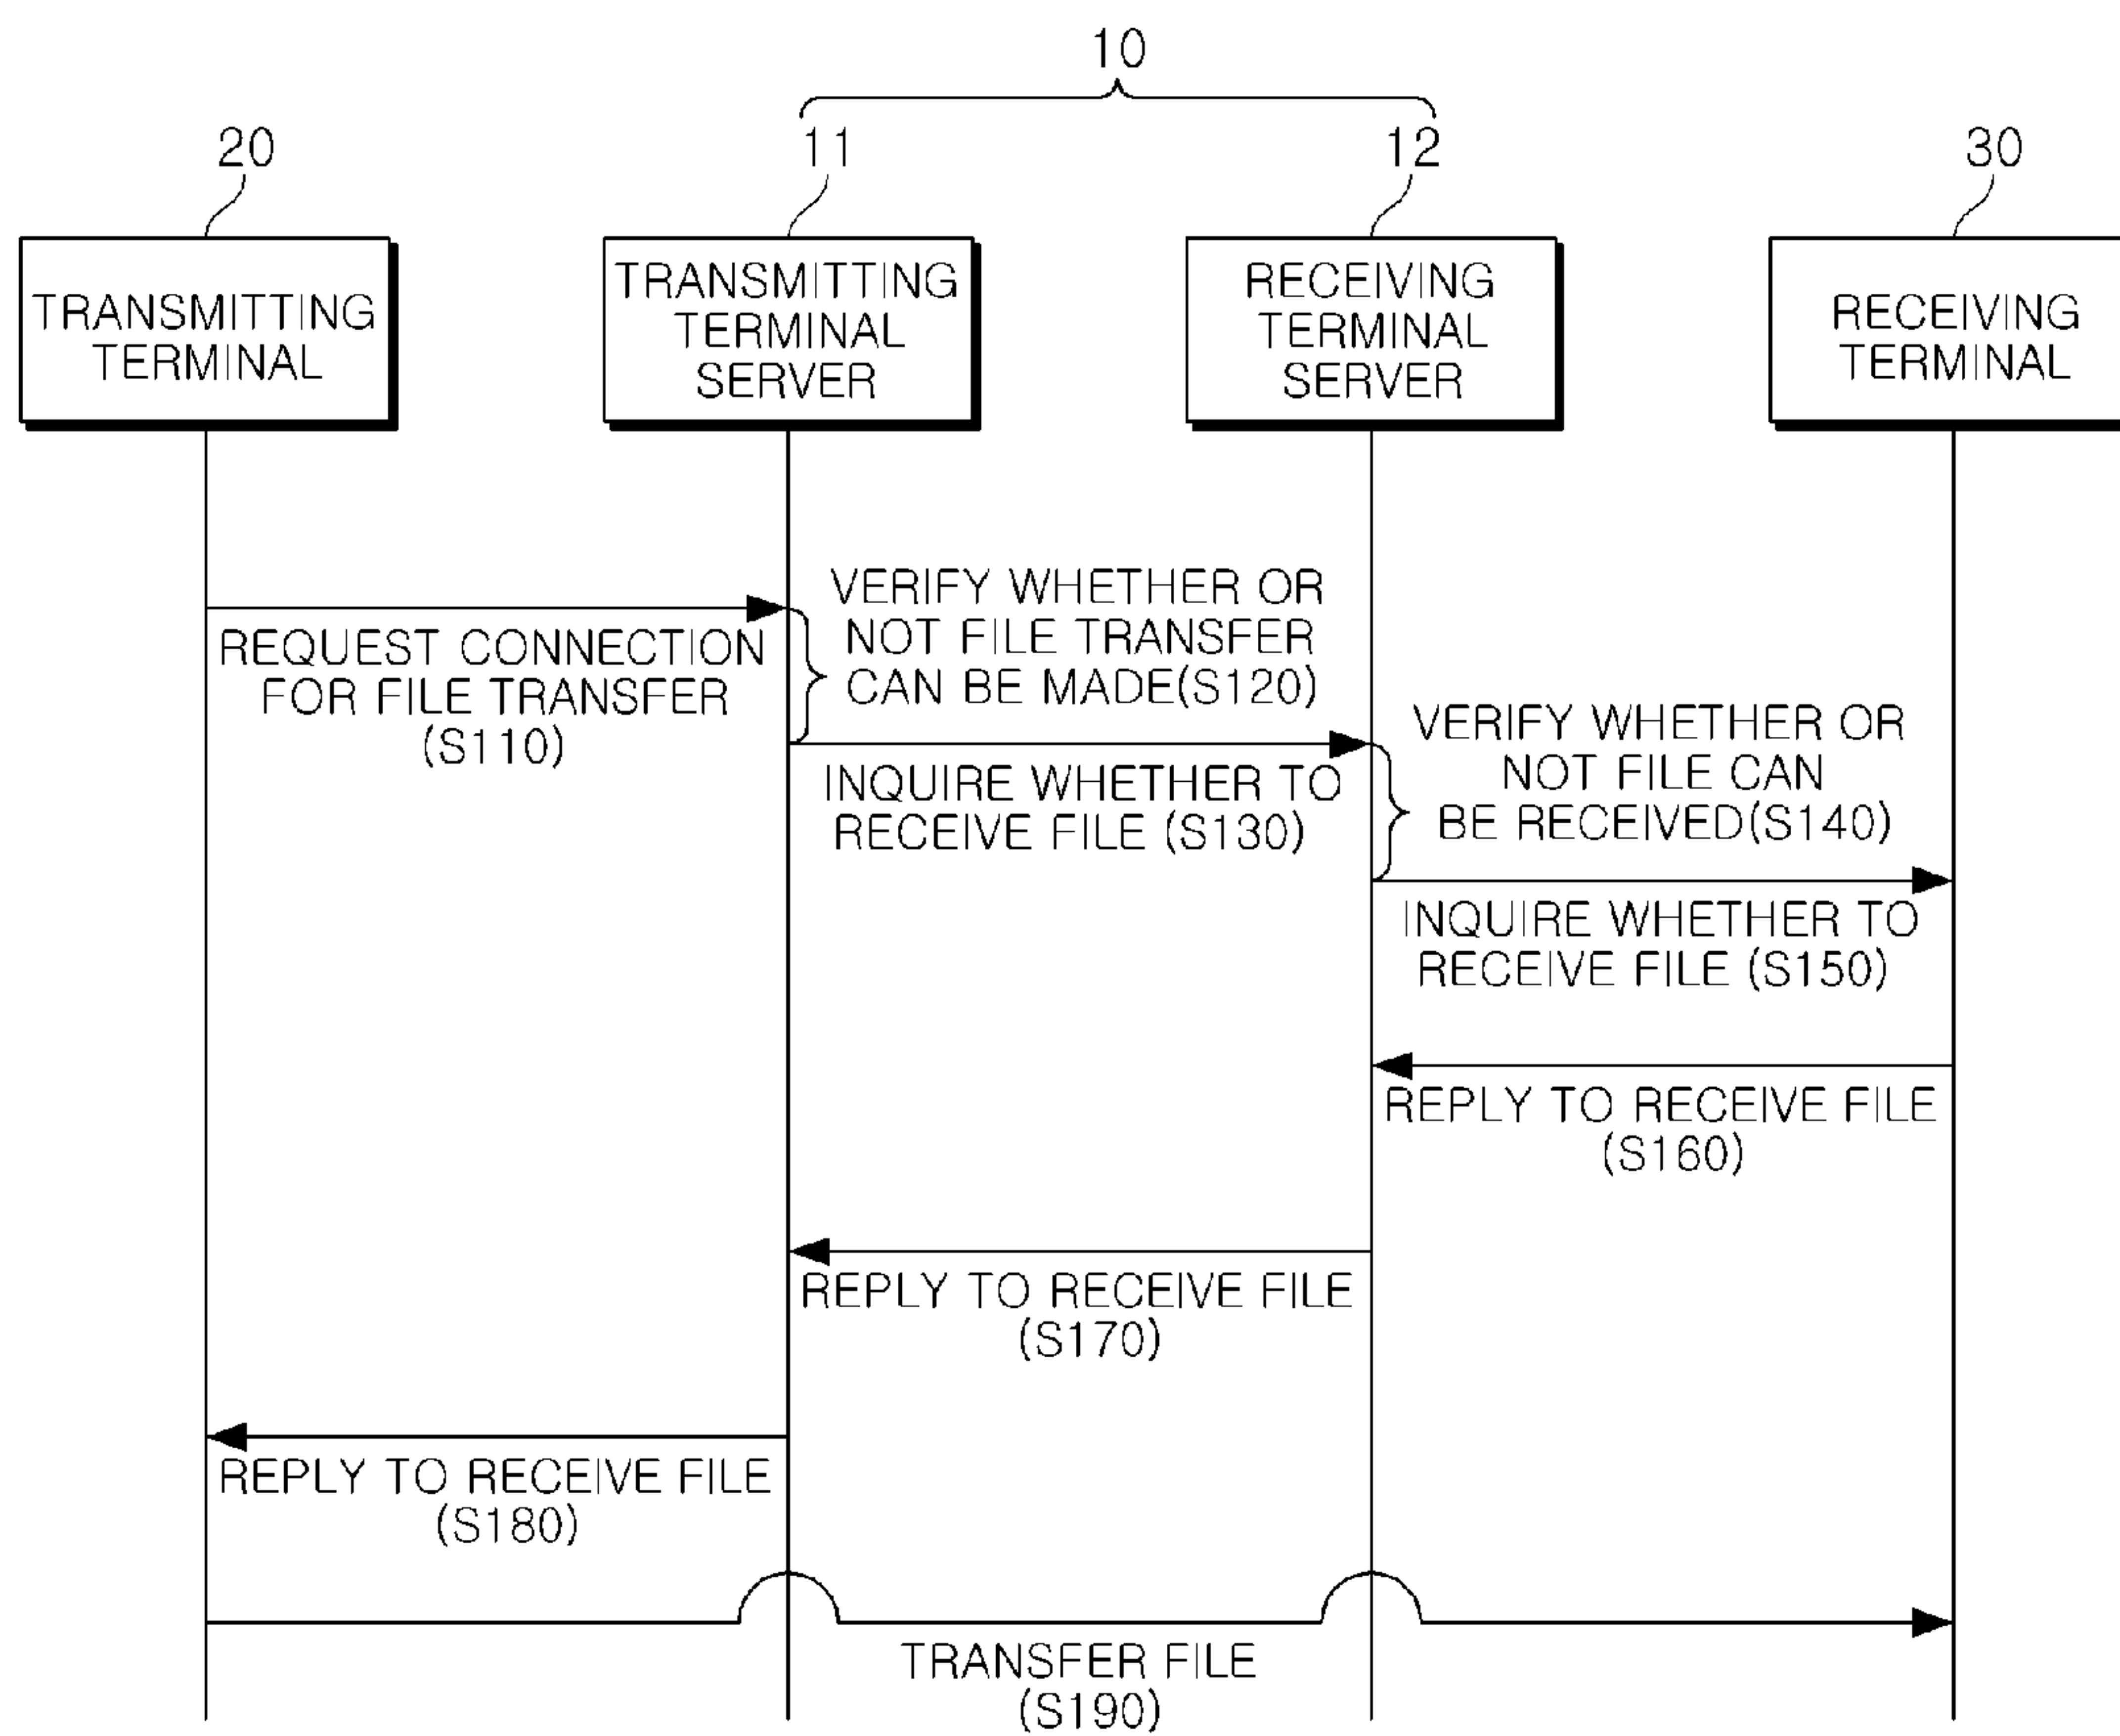 10
20
11
12
30
TRANSMITTING
TERMINAL
TRANSMITTING
TERMINAL
SERVER
RECEIVING
TERMINAL
SERVER
RECEIVING
TERMINAL
REQUEST CONNECTION
FOR FILE TRANSFER
(S110)
VERIFY WHETHER OR
NOT FILE TRANSFER
CAN BE MADE(S120)
INQUIRE WHETHER TO
RECEIVE FILE (S130)
VERIFY WHETHER OR
NOT FILE CAN
BE RECEIVED(S140)
INQUIRE WHETHER TO
RECEIVE FILE (S150)
REPLY TO RECEIVE FILE
(S160)
REPLY TO RECEIVE FILE
(S170)
REPLY TO RECEIVE FILE
(S180)
TRANSFER FILE
(S190)